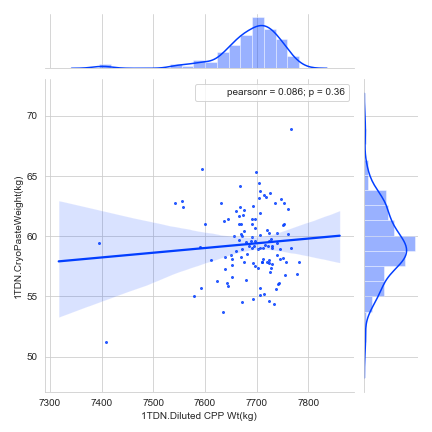 pearsonr = 0.086; p = 0.36
70
65
60
55
50
1TDN.CryoPasteWeight(kg)
7300 7400 7500 7600 7700 7800
1TDN.Diluted CPP Wt(kg)